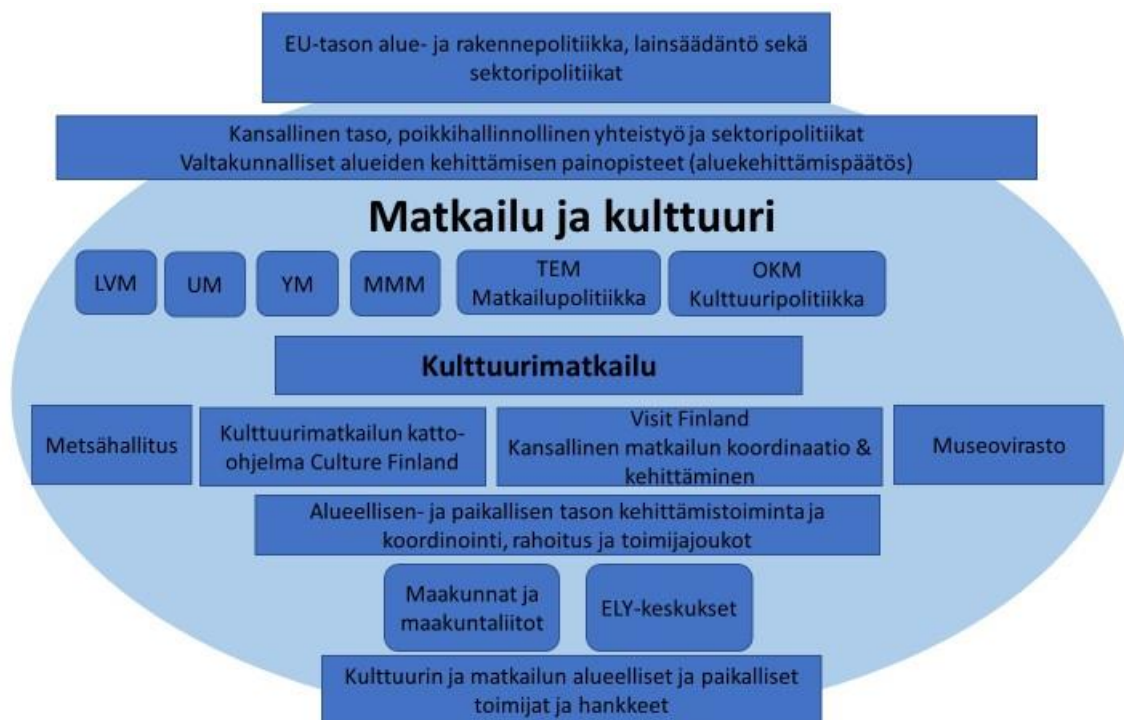 EU-tason alue- ja rakennepolitiikka, lainsäädäntö sekä
sektoripolitiikat
Kansallinen taso, poikkihallinnollinen yhteistyö ja sektoripolitiikat
Valtakunnalliset alueiden kehittämisen painopisteet (aluekehittämispäätös)
Matkailu ja kulttuuri
LVM
UM
YM
MMM
TEM
Matkailupolitiikka
OKM
Kulttuuripolitiikka
Kulttuurimatkailu
Metsähallitus
Kulttuurimatkailun katto-
ohjelma Culture Finland
Visit Finland
Kansallinen matkailun koordinaatio &
kehittäminen
Museovirasto
Alueellisen- ja paikallisen tason kehittämistoiminta ja
koordinointi, rahoitus ja toimijajoukot
Maakunnat ja
maakuntaliitot
ELY-keskukset
Kulttuurin ja matkailun alueelliset ja paikalliset
toimijat ja hankkeet